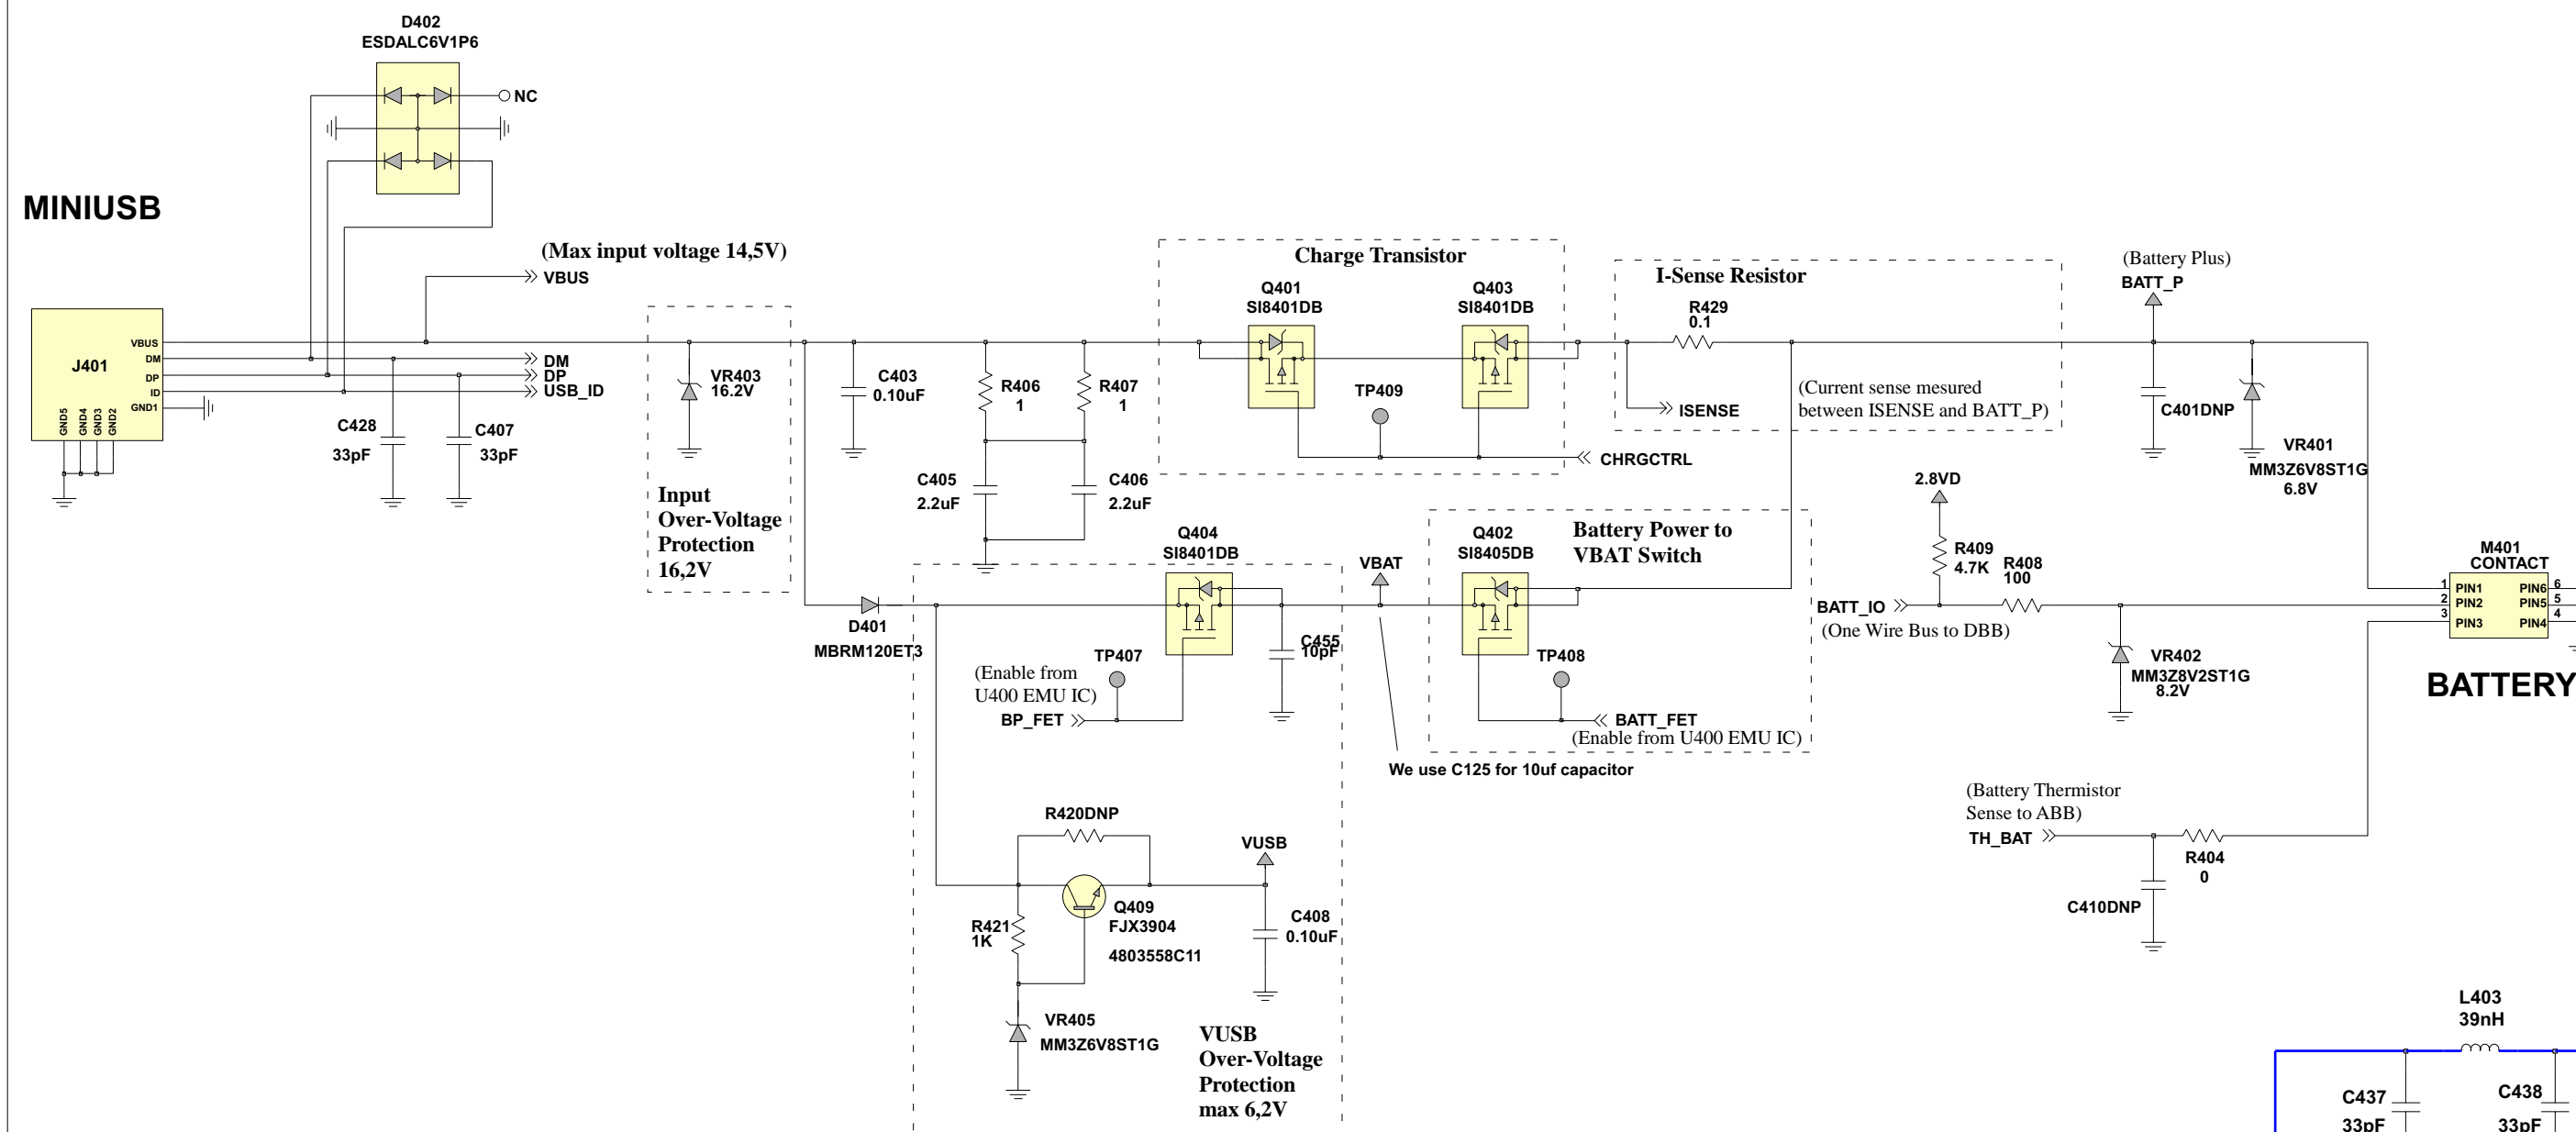 D402
ESDALC6V1P6
NC
MINIUSB
(Max input voltage 14,5V)
VBUS
J401
VBUS
DM
DP
ID
GND1
GND5
GND4
GND3
GND2
DM
DP
USB_ID
C428
33pF
C407
33pF
VR403
16.2V
Input
Over-Voltage
Protection
16,2V
C403
0.10uF
R406
1
R407
1
C405
2.2uF
C406
2.2uF
Charge Transistor
Q401
SI8401DB
Q403
SI8401DB
TP409
CHRGCTRL
I-Sense Resistor
R429
0.1
ISENSE
(Current sense mesured
between ISENSE and BATT_P)
(Battery Plus)
BATT_P
C401DNP
VR401
MM3Z6V8ST1G
6.8V
D401
MBRM120ET3
Q404
SI8401DB
(Enable from
U400 EMU IC)
TP407
BP_FET
C455
10pF
VBAT
Q402
SI8405DB
Battery Power to
VBAT Switch
TP408
BATT_FET
(Enable from U400 EMU IC)
We use C125 for 10uf capacitor
2.8VD
R409
4.7K
R408
100
BATT_IO
(One Wire Bus to DBB)
VR402
MM3Z8V2ST1G
8.2V
M401
CONTACT
1
2
3
PIN1
PIN2
PIN3
PIN6
PIN5
PIN4
6
5
4
BATTERY
(Battery Thermistor
Sense to ABB)
TH_BAT
R404
0
C410DNP
R420DNP
VUSB
Q409
FJX3904
4803558C11
R421
1K
C408
0.10uF
VR405
MM3Z6V8ST1G
VUSB
Over-Voltage
Protection
max 6,2V
L403
39nH
C437
33pF
C438
33pF